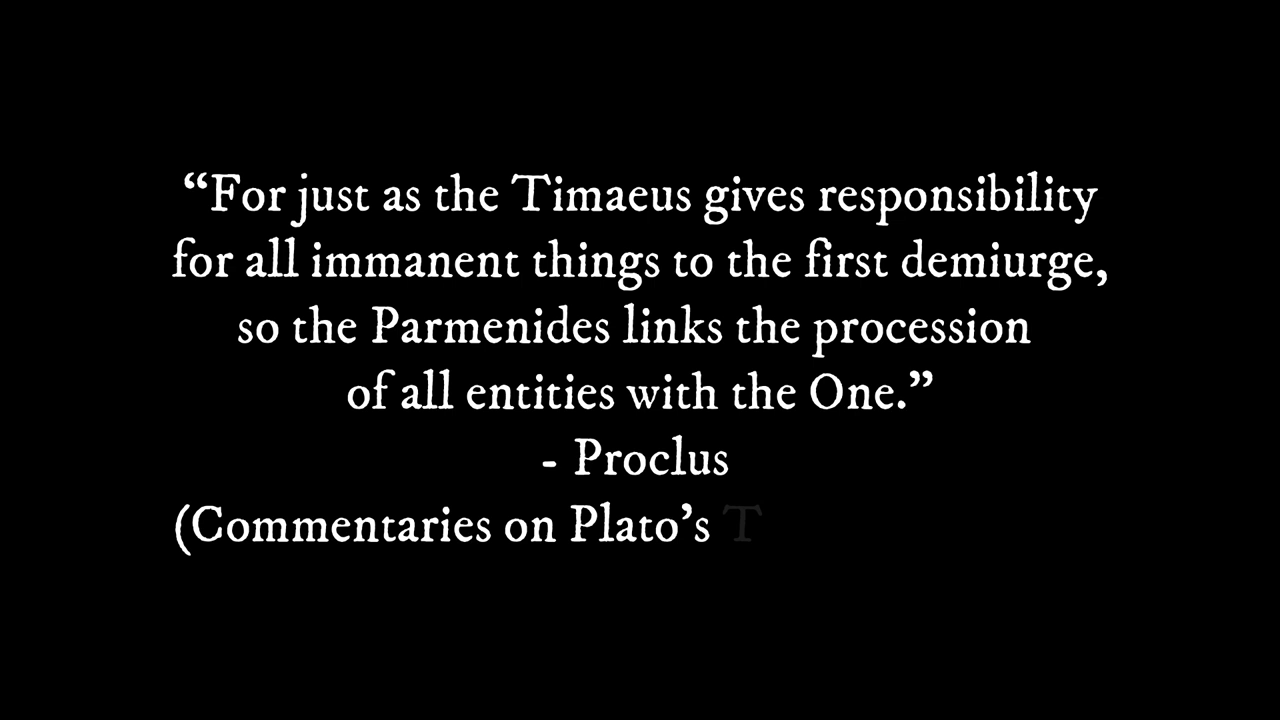 “For just as the Timaeus gives responsibility
for all immanent things to the first demiurge,
so the Parmenides links the procession
of all entities with the One.”
- Proclus
(Commentaries on Plato’s T